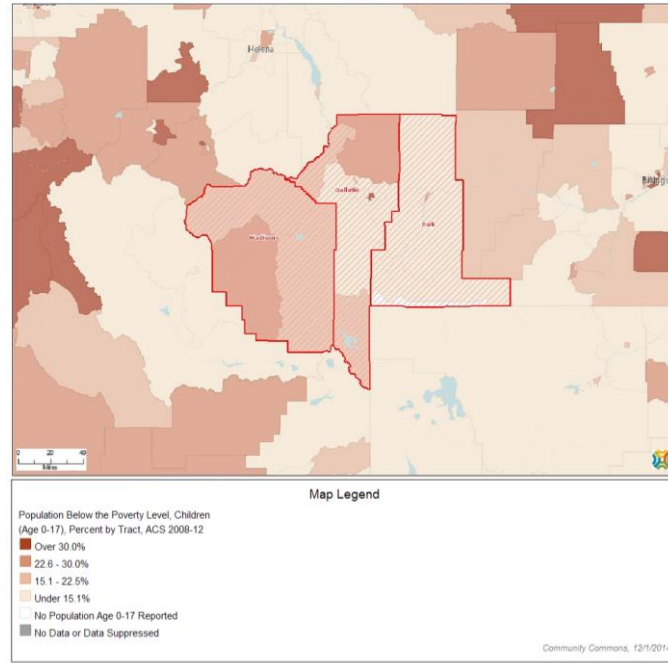 Helena
Gallatin
Park
Madison
0 20 40
Miles
Map Legend
Population Below the Poverty Level, Children
(Age 0-17), Percent by Tract, ACS 2008-12
Over 30.0%
22.6 - 30.0%
15.1 - 22.5%
Under 15.1%
No Population Age 0-17 Reported
No Data or Data Suppressed